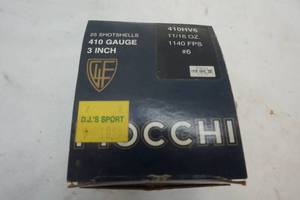 25 SHOTSHELLS
410 GAUGE
3 INCH
410HV6
11/16 OZ.
1140 FPS
#6
D.J.'S SPORT
FIOCCHI